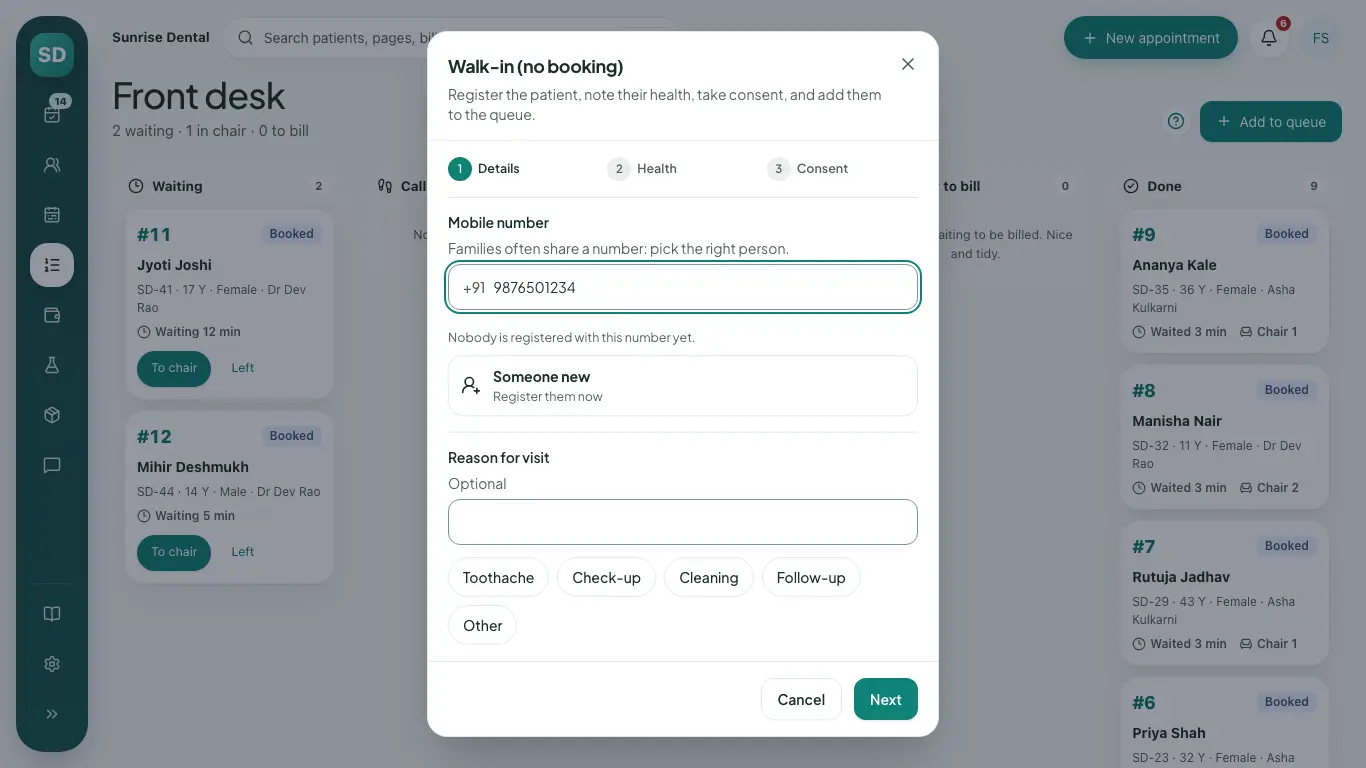 SD
Sunrise Dental
Search patients, pages, bil
New appointment
6
FS
14
Front desk
2 waiting · 1 in chair · 0 to bill
Add to queue
Waiting 2
#11 Booked
Jyoti Joshi
SD-41 · 17 Y · Female · Dr Dev
Rao
Waiting 12 min
To chair Left
#12 Booked
Mihir Deshmukh
SD-44 · 14 Y · Male · Dr Dev Rao
Waiting 5 min
To chair Left
Call
No
Walk-in (no booking)
Register the patient, note their health, take consent, and add them
to the queue.
1 Details 2 Health 3 Consent
Mobile number
Families often share a number: pick the right person.
+91 9876501234
Nobody is registered with this number yet.
Someone new
Register them now
Reason for visit
Optional
Toothache Check-up Cleaning Follow-up
Other
Cancel Next
to bill 0
aiting to be billed. Nice
and tidy.
Done 9
#9 Booked
Ananya Kale
SD-35 · 36 Y · Female · Asha
Kulkarni
Waited 3 min Chair 1
#8 Booked
Manisha Nair
SD-32 · 11 Y · Female · Dr Dev
Rao
Waited 3 min Chair 2
#7 Booked
Rutuja Jadhav
SD-29 · 43 Y · Female · Asha
Kulkarni
Waited 3 min Chair 1
#6 Booked
Priya Shah
SD-23 · 32 Y · Female · Asha